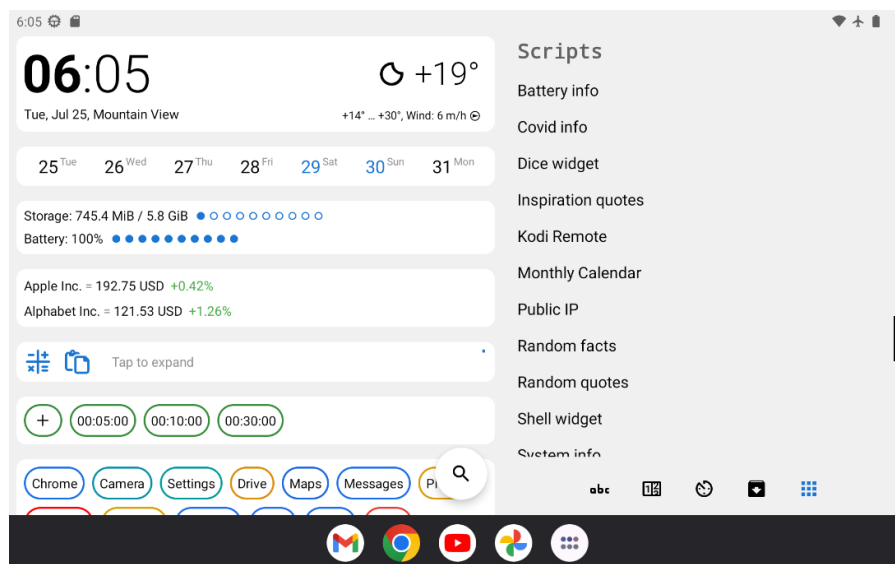 6:05
06:05
+19°
Tue, Jul 25, Mountain View
+14° … +30°, Wind: 6 m/h
25 Tue 26 Wed 27 Thu 28 Fri 29 Sat 30 Sun 31 Mon
Storage: 745.4 MiB / 5.8 GiB
Battery: 100%
Apple Inc. = 192.75 USD +0.42%
Alphabet Inc. = 121.53 USD +1.26%
Tap to expand
+ 00:05:00 00:10:00 00:30:00
Chrome Camera Settings Drive Maps Messages
Scripts
Battery info
Covid info
Dice widget
Inspiration quotes
Kodi Remote
Monthly Calendar
Public IP
Random facts
Random quotes
Shell widget
System info
abc